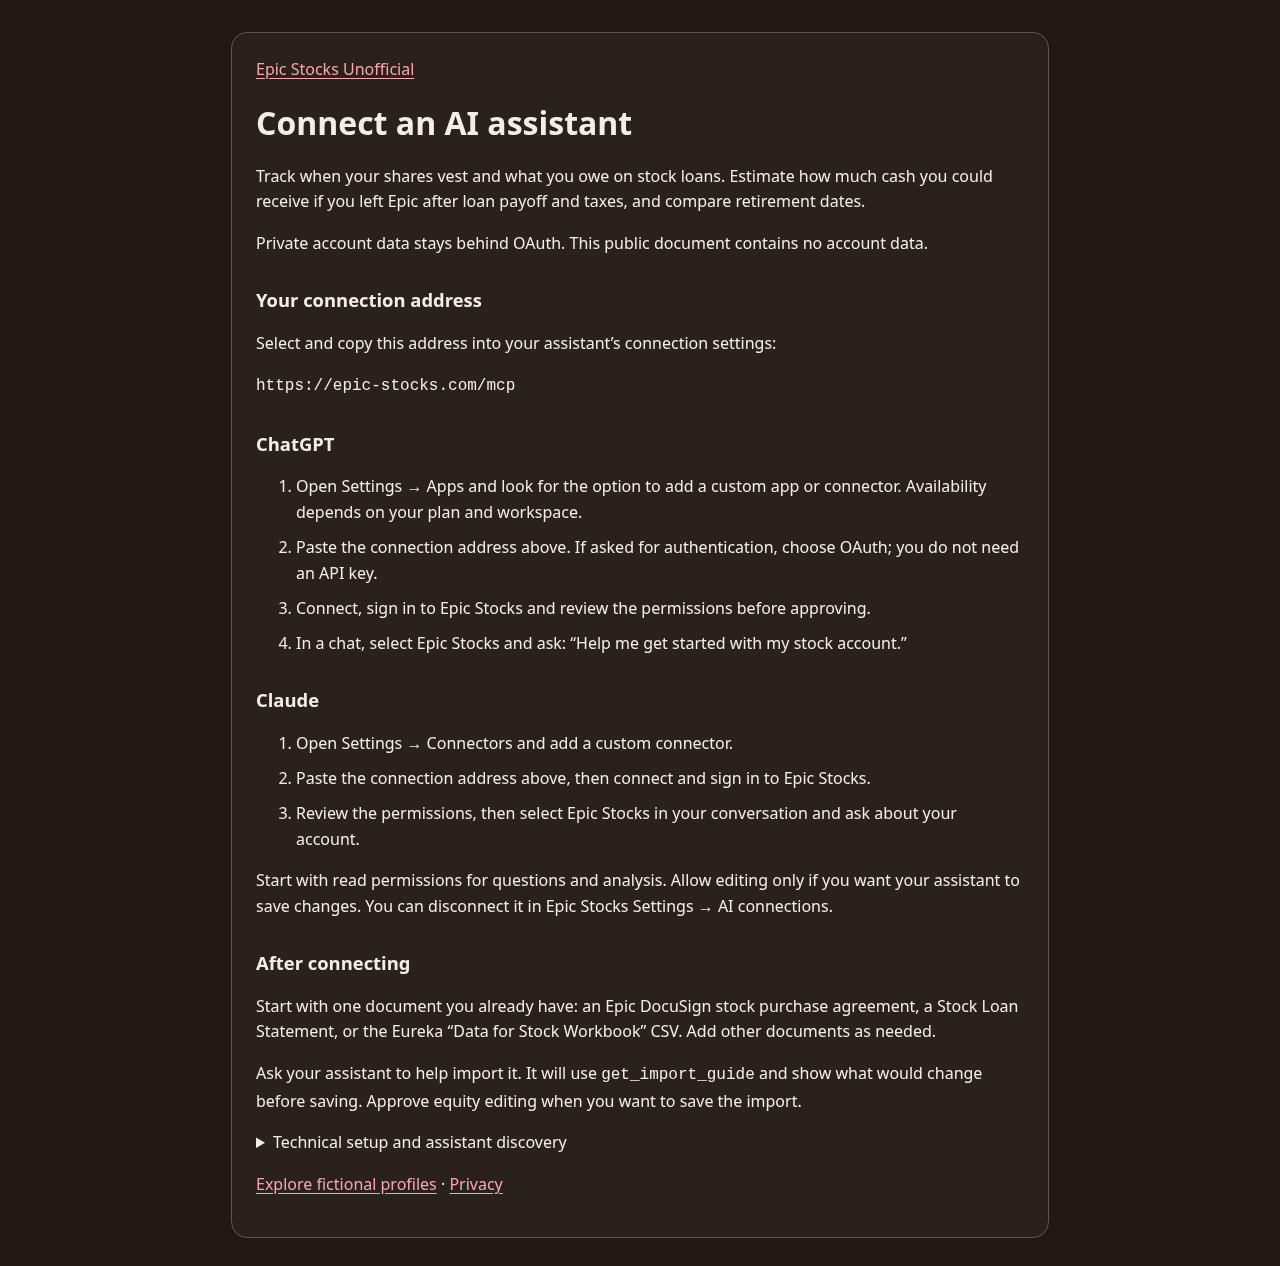 Epic Stocks Unofficial
Connect an AI assistant
Track when your shares vest and what you owe on stock loans. Estimate how much cash you could
receive if you left Epic after loan payoff and taxes, and compare retirement dates.
Private account data stays behind OAuth. This public document contains no account data.
Your connection address
Select and copy this address into your assistant’s connection settings:
https://epic-stocks.com/mcp
ChatGPT
1. Open Settings → Apps and look for the option to add a custom app or connector. Availability
depends on your plan and workspace.
2. Paste the connection address above. If asked for authentication, choose OAuth; you do not need
an API key.
3. Connect, sign in to Epic Stocks and review the permissions before approving.
4. In a chat, select Epic Stocks and ask: “Help me get started with my stock account.”
Claude
1. Open Settings → Connectors and add a custom connector.
2. Paste the connection address above, then connect and sign in to Epic Stocks.
3. Review the permissions, then select Epic Stocks in your conversation and ask about your
account.
Start with read permissions for questions and analysis. Allow editing only if you want your assistant to
save changes. You can disconnect it in Epic Stocks Settings → AI connections.
After connecting
Start with one document you already have: an Epic DocuSign stock purchase agreement, a Stock Loan
Statement, or the Eureka “Data for Stock Workbook” CSV. Add other documents as needed.
Ask your assistant to help import it. It will use get_import_guide and show what would change
before saving. Approve equity editing when you want to save the import.
▶ Technical setup and assistant discovery
Explore fictional profiles · Privacy